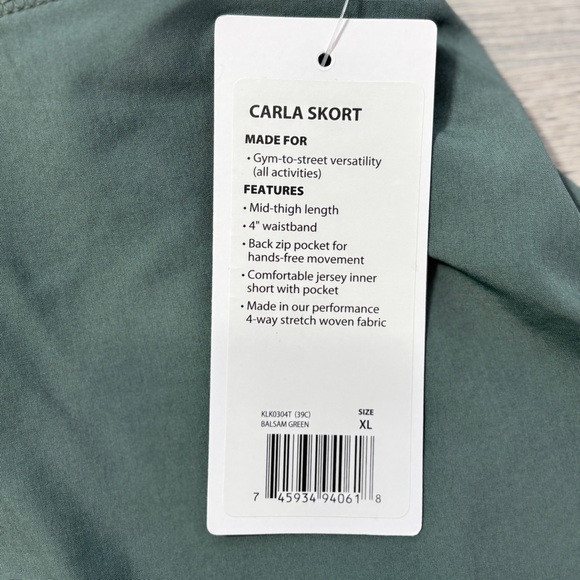 CARLA SKORT
MADE FOR
• Gym-to-street versatility
(all activities)
FEATURES
• Mid-thigh length
• 4" waistband
• Back zip pocket for
hands-free movement
• Comfortable jersey inner
short with pocket
• Made in our performance
4-way stretch woven fabric
KLK0304T (39C) SIZE
BALSAM GREEN XL
7 45934 94061 8